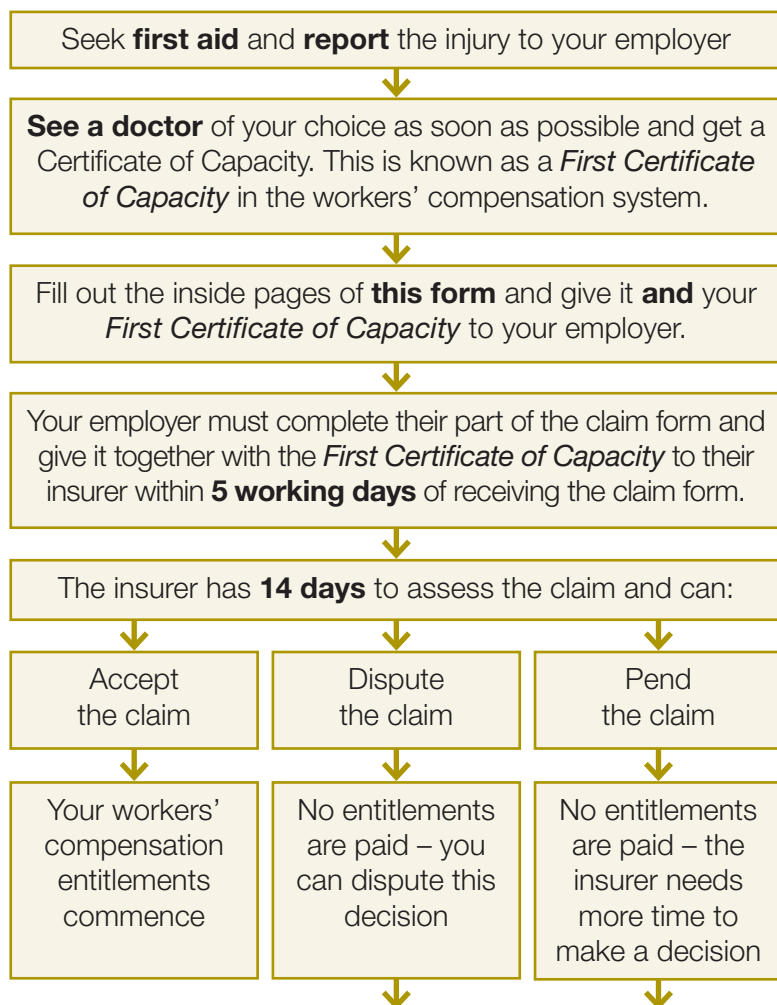 Seek first aid and report the injury to your employer
See a doctor of your choice as soon as possible and get a
Certificate of Capacity. This is known as a First Certificate
of Capacity in the workers' compensation system.
Fill out the inside pages of this form and give it and your
First Certificate of Capacity to your employer.
Your employer must complete their part of the claim form and
give it together with the First Certificate of Capacity to their
insurer within 5 working days of receiving the claim form.
The insurer has 14 days to assess the claim and can:
Accept
the claim
Dispute
the claim
Pend
the claim
Your workers'
compensation
entitlements
commence
No entitlements
are paid – you
can dispute this
decision
No entitlements
are paid – the
insurer needs
more time to
make a decision